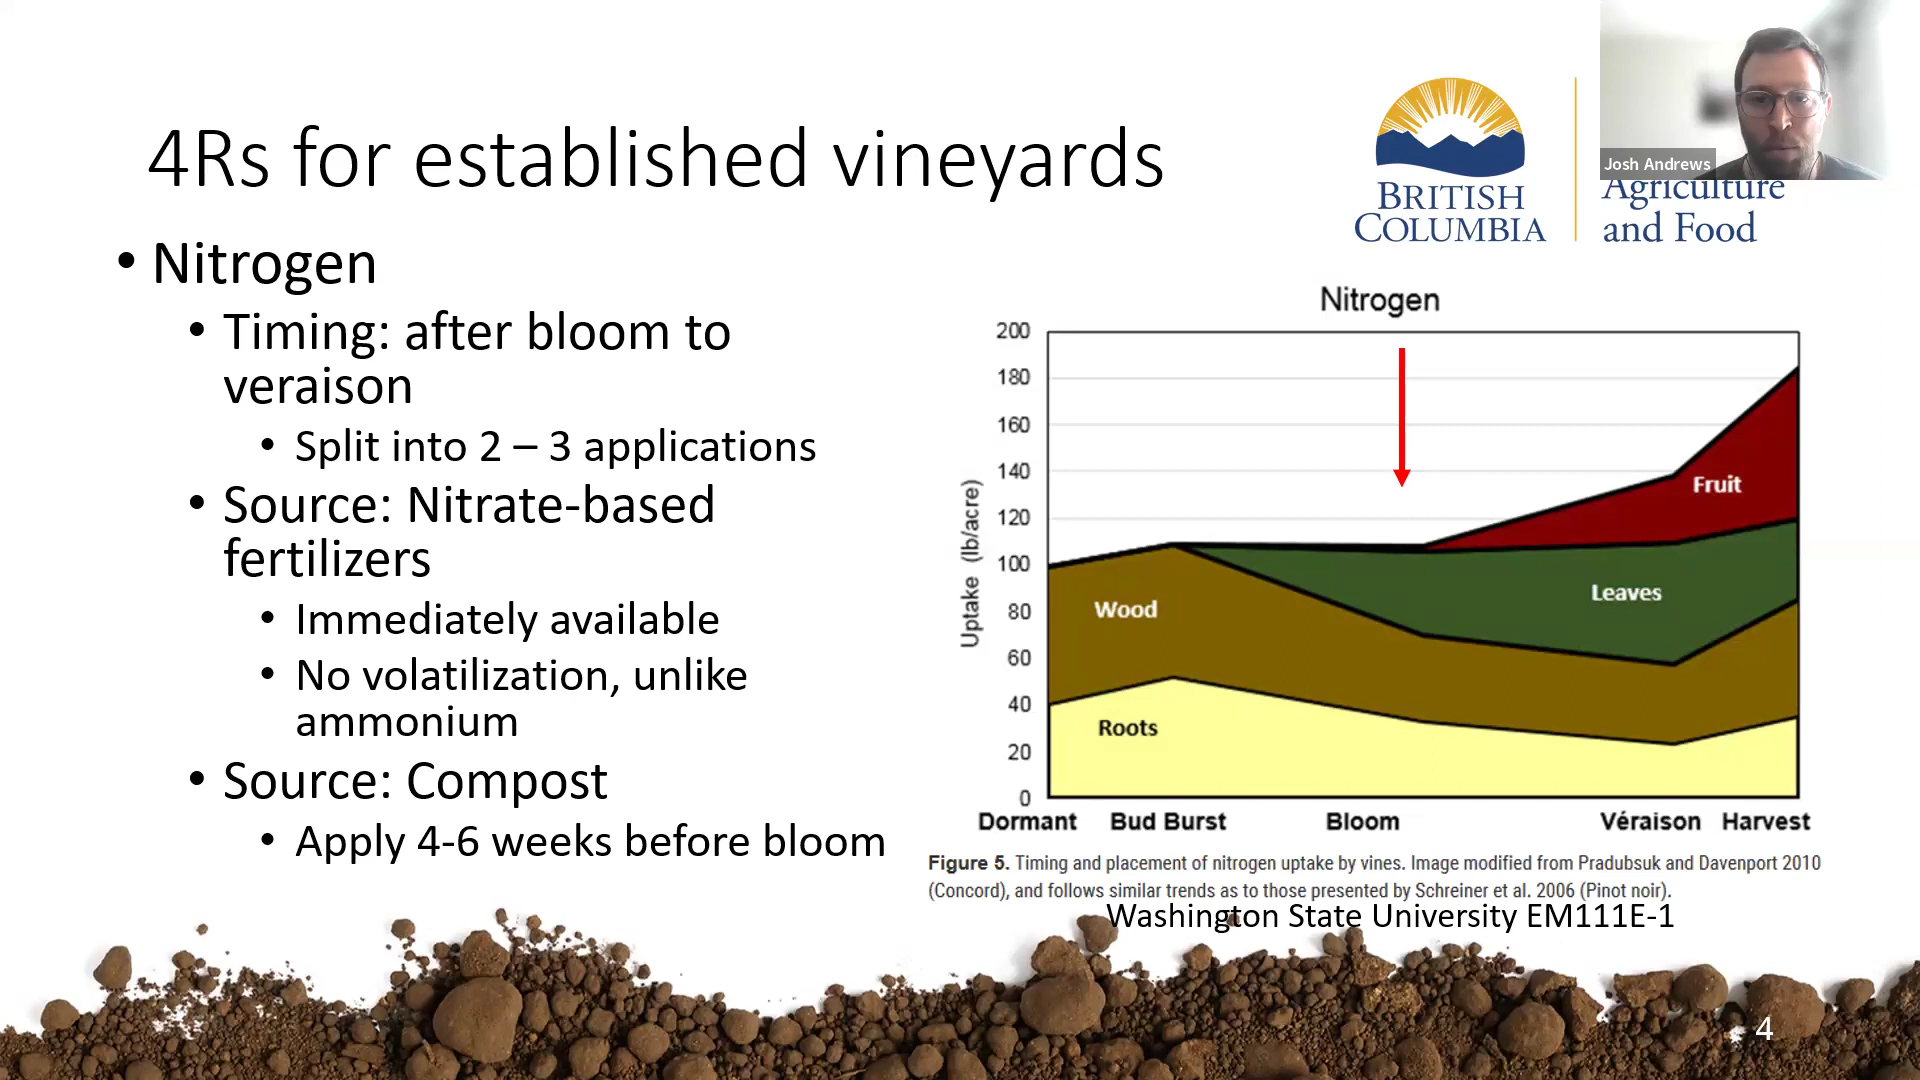 Josh Andrews
BRITISH
COLUMBIA
Agriculture
and Food
4Rs for established vineyards
• Nitrogen
• Timing: after bloom to
veraison
• Split into 2 – 3 applications
• Source: Nitrate-based
fertilizers
• Immediately available
• No volatilization, unlike
ammonium
• Source: Compost
• Apply 4-6 weeks before bloom
Nitrogen
Uptake (lb/acre)
200
180
160
140
120
100
80
60
40
20
0
Fruit
Leaves
Wood
Roots
Dormant Bud Burst Bloom Véraison Harvest
Figure 5. Timing and placement of nitrogen uptake by vines. Image modified from Pradubsuk and Davenport 2010
(Concord), and follows similar trends as to those presented by Schreiner et al. 2006 (Pinot noir).
Washington State University EM111E-1
4